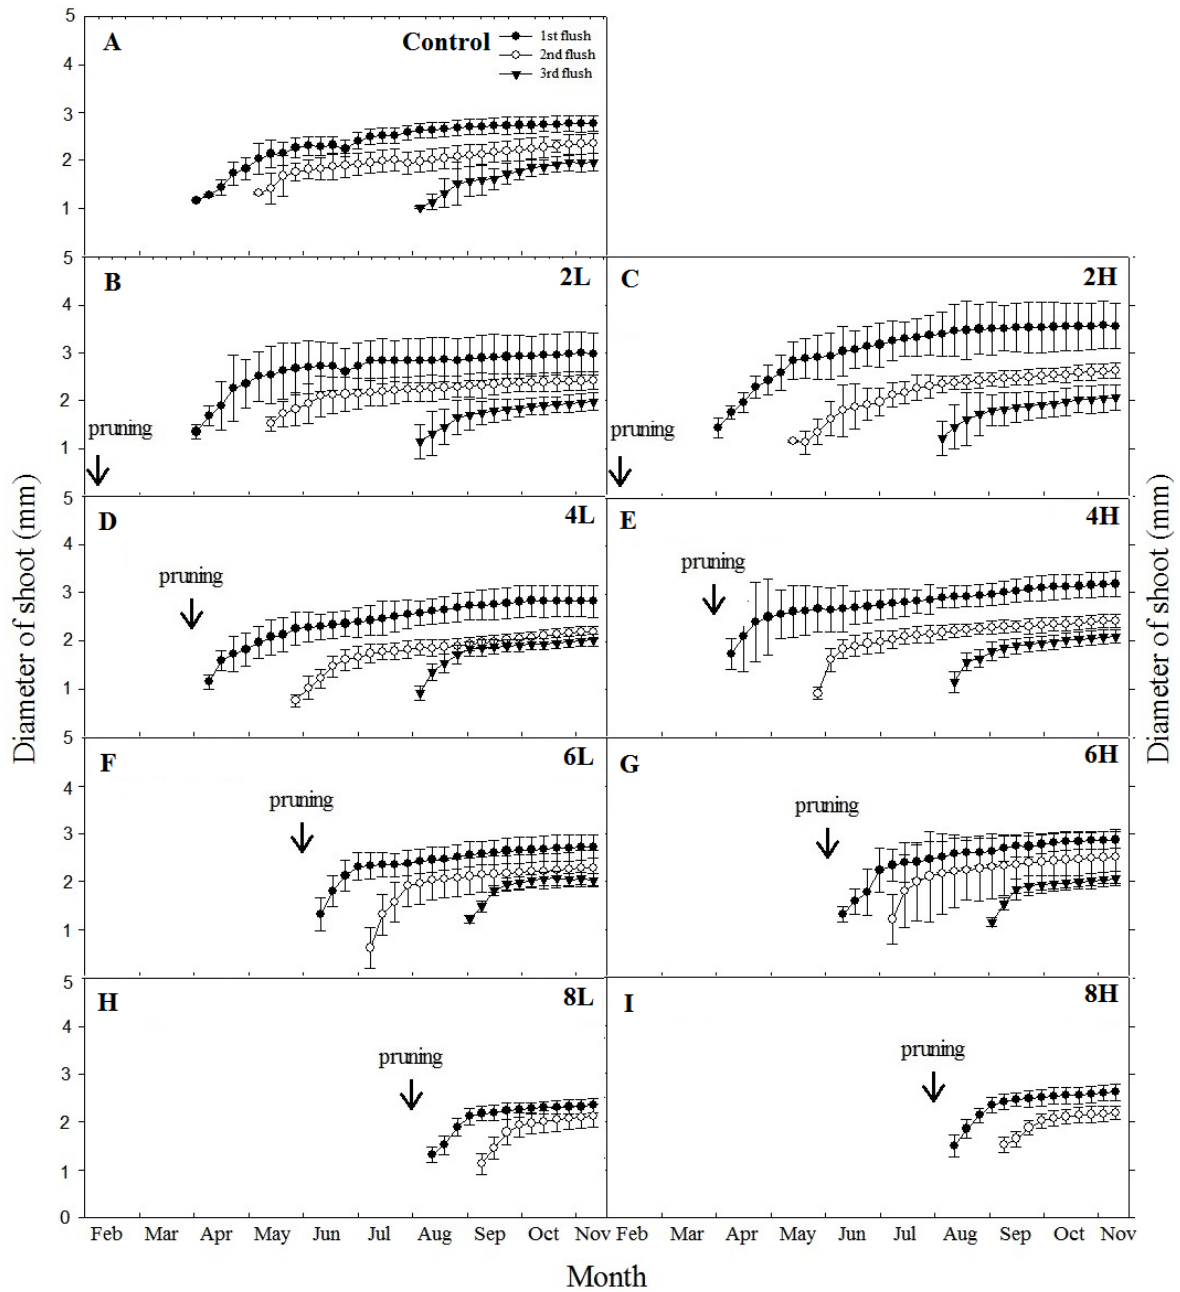 5
A
Control
1st flush
2nd flush
3rd flush
4
3
2
1
5
B
2L
C
2H
4
3
2
pruning
pruning
1
5
D
4L
E
4H
4
pruning
pruning
3
2
1
Diameter of shoot (mm)
Diameter of shoot (mm)
5
F
6L
G
6H
4
pruning
pruning
3
2
1
5
H
8L
I
8H
4
pruning
pruning
3
2
1
0
Feb Mar Apr May Jun Jul Aug Sep Oct Nov Feb Mar Apr May Jun Jul Aug Sep Oct Nov
Month